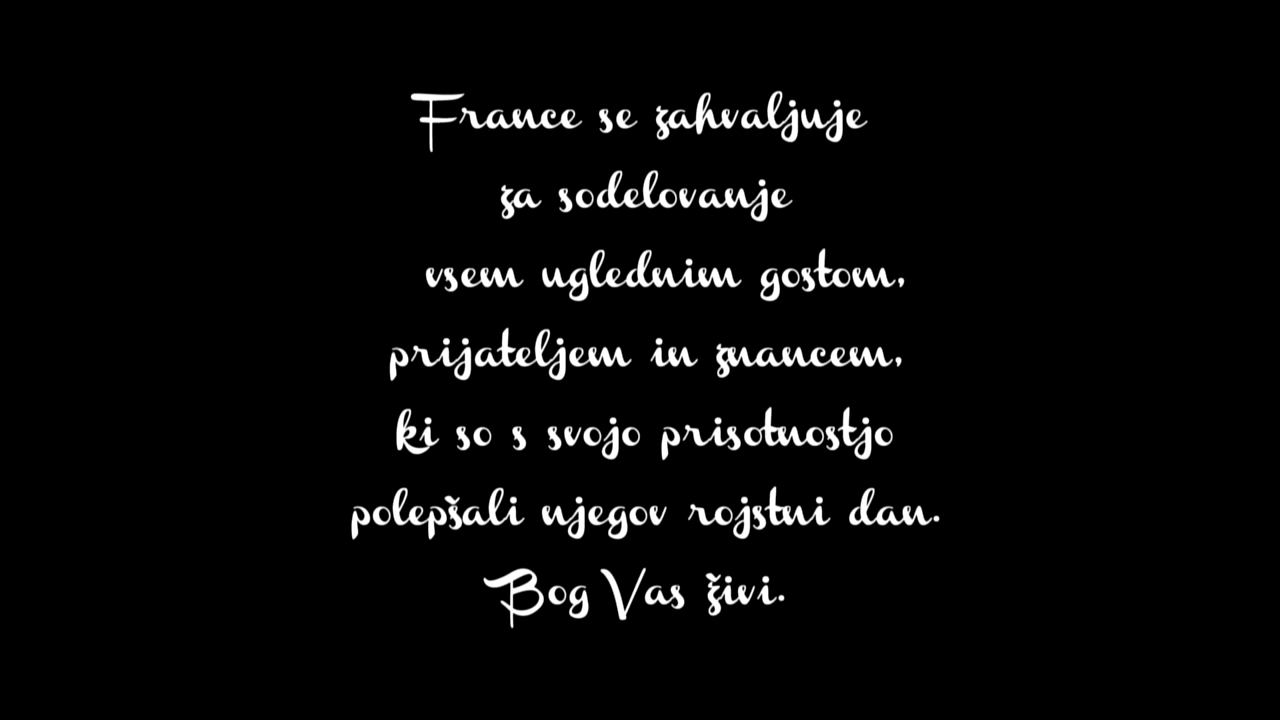 France se zahvaljuje
za sodelovanje
vsem uglednim gostom,
prijateljem in znancem,
ki so s svojo prisotnostjo
polepšali njegov rojstni dan.
Bog Vas živi.